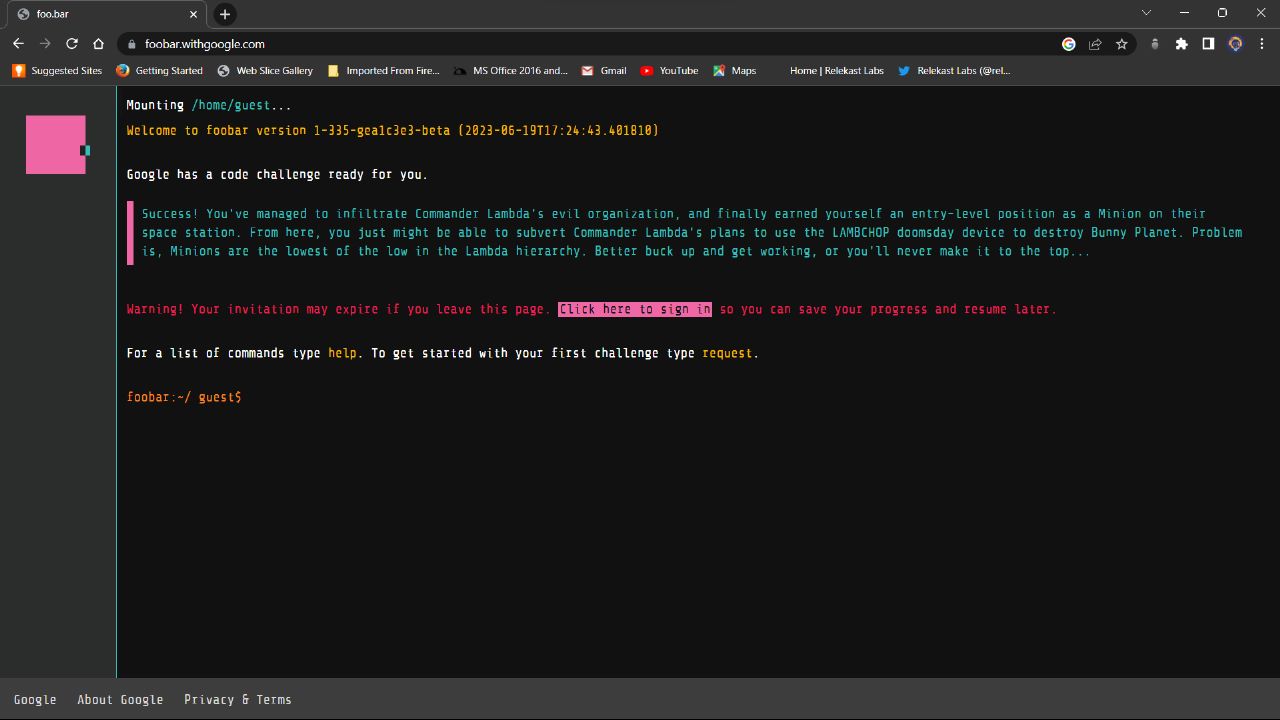 foo.bar
foobar.withgoogle.com
Suggested Sites Getting Started Web Slice Gallery Imported From Fire... MS Office 2016 and... Gmail YouTube Maps Home | Relekast Labs Relekast Labs (@rel...
Mounting /home/guest...
Welcome to foobar version 1-335-gea1c3e3-beta (2023-06-19T17:24:43.401810)
Google has a code challenge ready for you.
Success! You've managed to infiltrate Commander Lambda's evil organization, and finally earned yourself an entry-level position as a Minion on their
space station. From here, you just might be able to subvert Commander Lambda's plans to use the LAMBCHOP doomsday device to destroy Bunny Planet. Problem
is, Minions are the lowest of the low in the Lambda hierarchy. Better buck up and get working, or you'll never make it to the top...
Warning! Your invitation may expire if you leave this page. Click here to sign in so you can save your progress and resume later.
For a list of commands type help. To get started with your first challenge type request.
foobar:~/ guest$
Google About Google Privacy & Terms